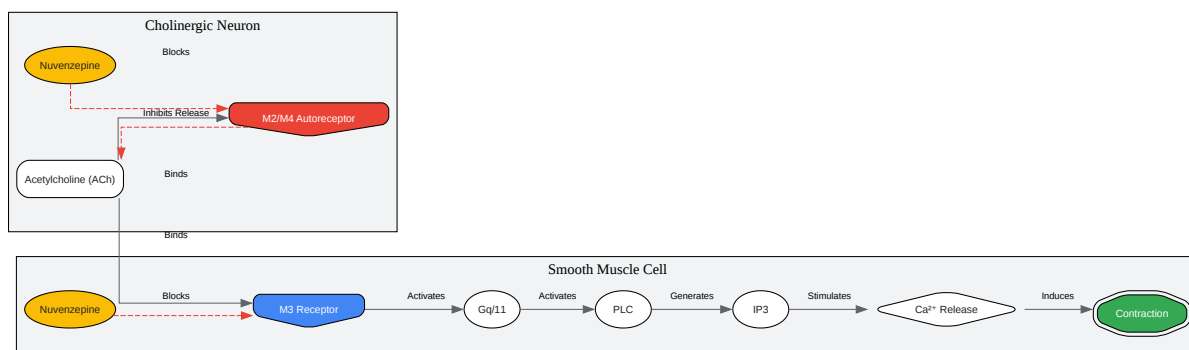 Cholinergic Neuron
Blocks
Nuvenzepine
Inhibits Release
M2/M4 Autoreceptor
Binds
Acetylcholine (ACh)
Binds
Smooth Muscle Cell
Nuvenzepine
Blocks
M3 Receptor
Activates
Gq/11
Activates
PLC
Generates
IP3
Stimulates
Ca²⁺ Release
Induces
Contraction